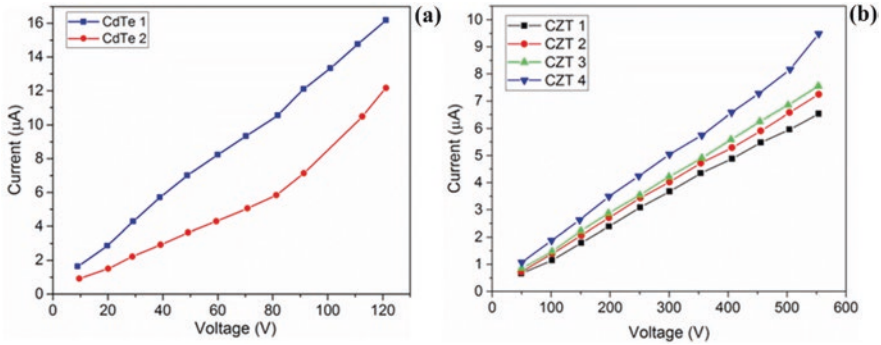 (a)
CdTe 1
CdTe 2
Current (µA)
16
14
12
10
8
6
4
2
0
0 20 40 60 80 100 120
Voltage (V)
(b)
CZT 1
CZT 2
CZT 3
CZT 4
Current (µA)
10
9
8
7
6
5
4
3
2
1
0
0 100 200 300 400 500 600
Voltage (V)